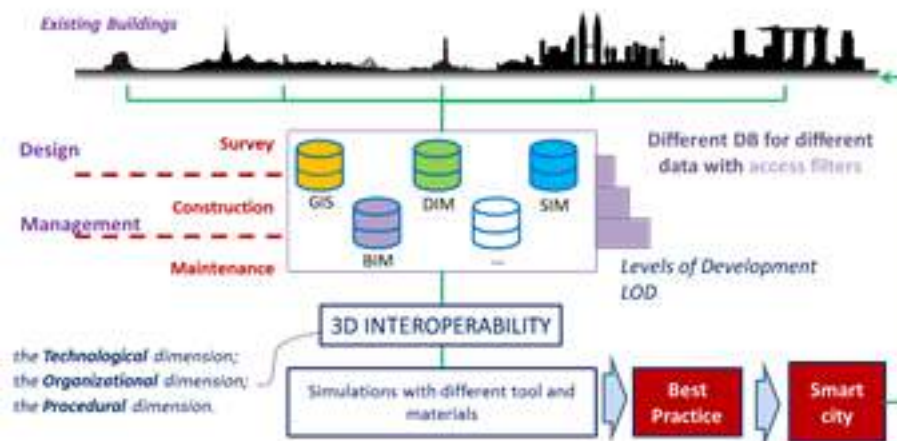 Existing Buildings
Design
Survey
Different DB for different
data with access filters
GIS
DIM
SIM
Management
Construction
BIM
...
Maintenance
Levels of Development
LOD
3D INTEROPERABILITY
the Technological dimension;
the Organizational dimension;
the Procedural dimension.
Simulations with different tool and
materials
Best
Practice
Smart
city